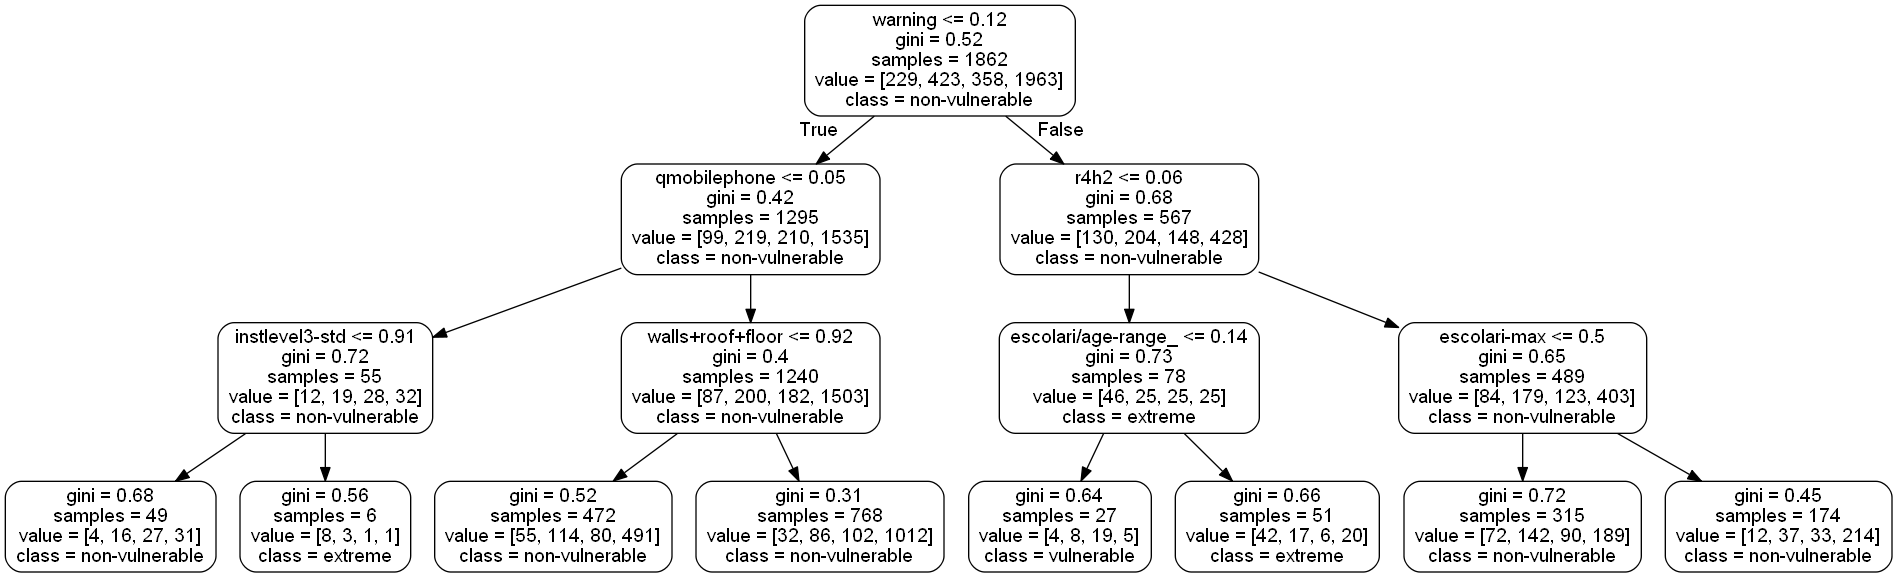 warning <= 0.12
gini = 0.52
samples = 1862
value = [229, 423, 358, 1963]
class = non-vulnerable
True
False
qmobilephone <= 0.05
gini = 0.42
samples = 1295
value = [99, 219, 210, 1535]
class = non-vulnerable
r4h2 <= 0.06
gini = 0.68
samples = 567
value = [130, 204, 148, 428]
class = non-vulnerable
instlevel3-std <= 0.91
gini = 0.72
samples = 55
value = [12, 19, 28, 32]
class = non-vulnerable
walls+roof+floor <= 0.92
gini = 0.4
samples = 1240
value = [87, 200, 182, 1503]
class = non-vulnerable
escolari/age-range_ <= 0.14
gini = 0.73
samples = 78
value = [46, 25, 25, 25]
class = extreme
escolari-max <= 0.5
gini = 0.65
samples = 489
value = [84, 179, 123, 403]
class = non-vulnerable
gini = 0.68
samples = 49
value = [4, 16, 27, 31]
class = non-vulnerable
gini = 0.56
samples = 6
value = [8, 3, 1, 1]
class = extreme
gini = 0.52
samples = 472
value = [55, 114, 80, 491]
class = non-vulnerable
gini = 0.31
samples = 768
value = [32, 86, 102, 1012]
class = non-vulnerable
gini = 0.64
samples = 27
value = [4, 8, 19, 5]
class = vulnerable
gini = 0.66
samples = 51
value = [42, 17, 6, 20]
class = extreme
gini = 0.72
samples = 315
value = [72, 142, 90, 189]
class = non-vulnerable
gini = 0.45
samples = 174
value = [12, 37, 33, 214]
class = non-vulnerable